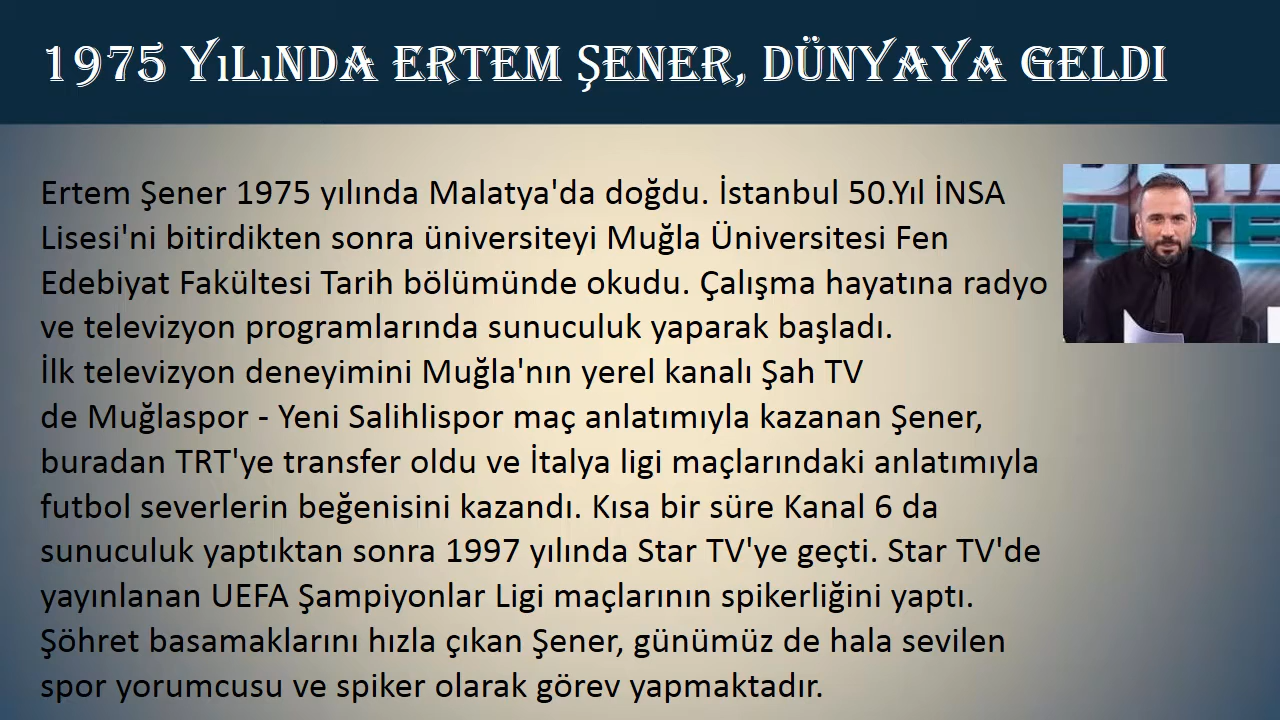 1975 YıLıNDA ERTEM ŞENER, DÜNYAYA GELDI
Ertem Şener 1975 yılında Malatya'da doğdu. İstanbul 50.Yıl İNSA
Lisesi'ni bitirdikten sonra üniversiteyi Muğla Üniversitesi Fen
Edebiyat Fakültesi Tarih bölümünde okudu. Çalışma hayatına radyo
ve televizyon programlarında sunuculuk yaparak başladı.
İlk televizyon deneyimini Muğla'nın yerel kanalı Şah TV
de Muğlaspor - Yeni Salihlispor maç anlatımıyla kazanan Şener,
buradan TRT'ye transfer oldu ve İtalya ligi maçlarındaki anlatımıyla
futbol severlerin beğenisini kazandı. Kısa bir süre Kanal 6 da
sunuculuk yaptıktan sonra 1997 yılında Star TV'ye geçti. Star TV'de
yayınlanan UEFA Şampiyonlar Ligi maçlarının spikerliğini yaptı.
Şöhret basamaklarını hızla çıkan Şener, günümüz de hala sevilen
spor yorumcusu ve spiker olarak görev yapmaktadır.